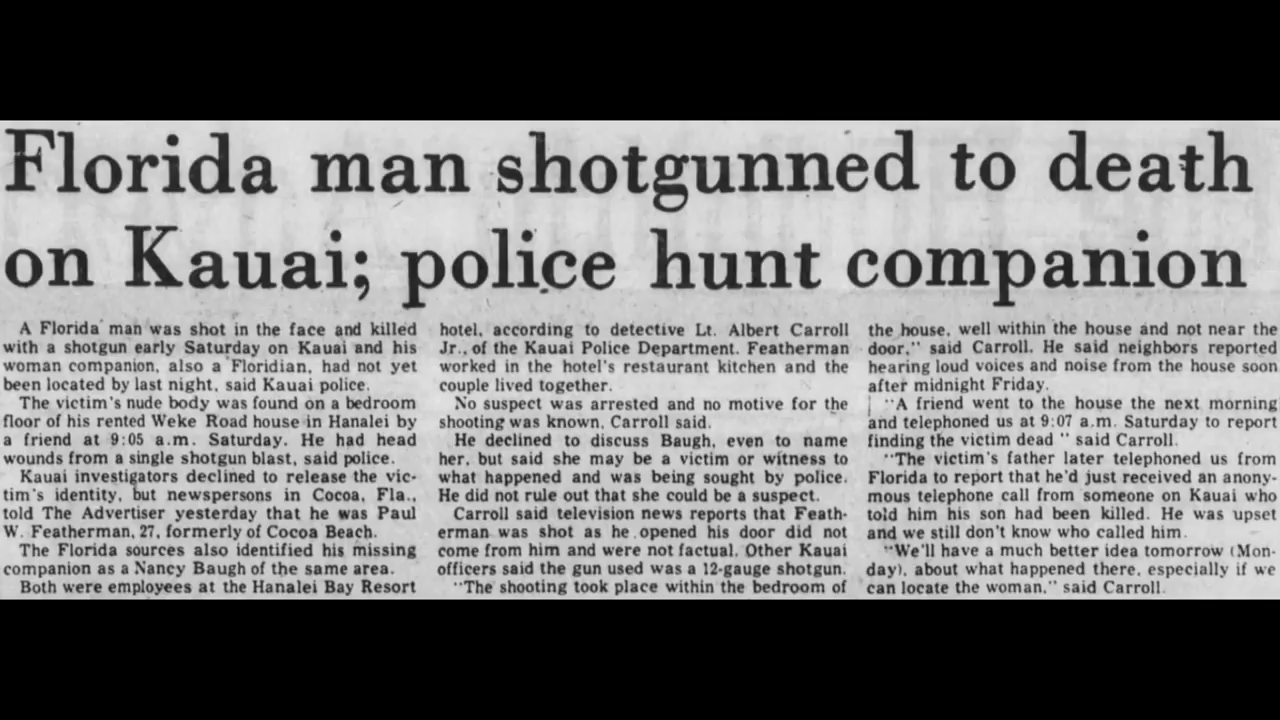 Florida man shotgunned to death
on Kauai; police hunt companion
A Florida man was shot in the face and killed
with a shotgun early Saturday on Kauai and his
woman companion, also a Floridian, had not yet
been located by last night, said Kauai police.
The victim's nude body was found on a bedroom
floor of his rented Weke Road house in Hanalei by
a friend at 9:05 a.m. Saturday. He had head
wounds from a single shotgun blast, said police.
Kauai investigators declined to release the vic-
tim's identity, but newspersons in Cocoa, Fla.,
told The Advertiser yesterday that he was Paul
W. Featherman, 27, formerly of Cocoa Beach.
The Florida sources also identified his missing
companion as a Nancy Baugh of the same area.
Both were employees at the Hanalei Bay Resort
hotel, according to detective Lt. Albert Carroll
Jr., of the Kauai Police Department. Featherman
worked in the hotel's restaurant kitchen and the
couple lived together.
No suspect was arrested and no motive for the
shooting was known, Carroll said.
He declined to discuss Baugh, even to name
her, but said she may be a victim or witness to
what happened and was being sought by police.
He did not rule out that she could be a suspect.
Carroll said television news reports that Feath-
erman was shot as he opened his door did not
come from him and were not factual. Other Kauai
officers said the gun used was a 12-gauge shotgun.
"The shooting took place within the bedroom of
the house, well within the house and not near the
door," said Carroll. He said neighbors reported
hearing loud voices and noise from the house soon
after midnight Friday.
"A friend went to the house the next morning
and telephoned us at 9:07 a.m. Saturday to report
finding the victim dead" said Carroll.
"The victim's father later telephoned us from
Florida to report that he'd just received an anony-
mous telephone call from someone on Kauai who
told him his son had been killed. He was upset
and we still don't know who called him.
"We'll have a much better idea tomorrow (Mon-
day), about what happened there, especially if we
can locate the woman," said Carroll.